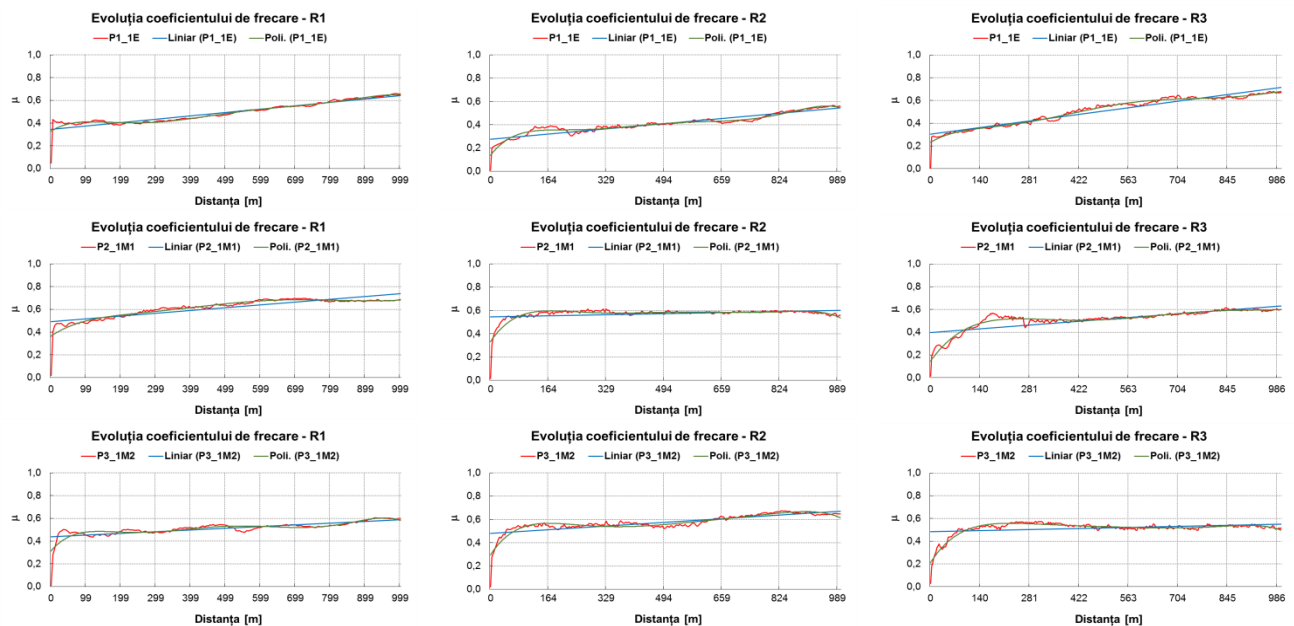 Evoluția coeficientului de frecare - R1
P1_1E Liniar (P1_1E) Poli. (P1_1E)
1,0
0,8
0,6
0,4
0,2
0,0
μ
0 99 199 299 399 499 599 699 799 899 999
Distanța [m]
Evoluția coeficientului de frecare - R2
P1_1E Liniar (P1_1E) Poli. (P1_1E)
1,0
0,8
0,6
0,4
0,2
0,0
μ
0 164 329 494 659 824 989
Distanța [m]
Evoluția coeficientului de frecare - R3
P1_1E Liniar (P1_1E) Poli. (P1_1E)
1,0
0,8
0,6
0,4
0,2
0,0
μ
0 140 281 422 563 704 845 986
Distanța [m]
Evoluția coeficientului de frecare - R1
P2_1M1 Liniar (P2_1M1) Poli. (P2_1M1)
1,0
0,8
0,6
0,4
0,2
0,0
μ
0 99 199 299 399 499 599 699 799 899 999
Distanța [m]
Evoluția coeficientului de frecare - R2
P2_1M1 Liniar (P2_1M1) Poli. (P2_1M1)
1,0
0,8
0,6
0,4
0,2
0,0
μ
0 164 329 494 659 824 989
Distanța [m]
Evoluția coeficientului de frecare - R3
P2_1M1 Liniar (P2_1M1) Poli. (P2_1M1)
1,0
0,8
0,6
0,4
0,2
0,0
μ
0 140 281 422 563 704 845 986
Distanța [m]
Evoluția coeficientului de frecare - R1
P3_1M2 Liniar (P3_1M2) Poli. (P3_1M2)
1,0
0,8
0,6
0,4
0,2
0,0
μ
0 99 199 299 399 499 599 699 799 899 999
Distanța [m]
Evoluția coeficientului de frecare - R2
P3_1M2 Liniar (P3_1M2) Poli. (P3_1M2)
1,0
0,8
0,6
0,4
0,2
0,0
μ
0 164 329 494 659 824 989
Distanța [m]
Evoluția coeficientului de frecare - R3
P3_1M2 Liniar (P3_1M2) Poli. (P3_1M2)
1,0
0,8
0,6
0,4
0,2
0,0
μ
0 140 281 422 563 704 845 986
Distanța [m]